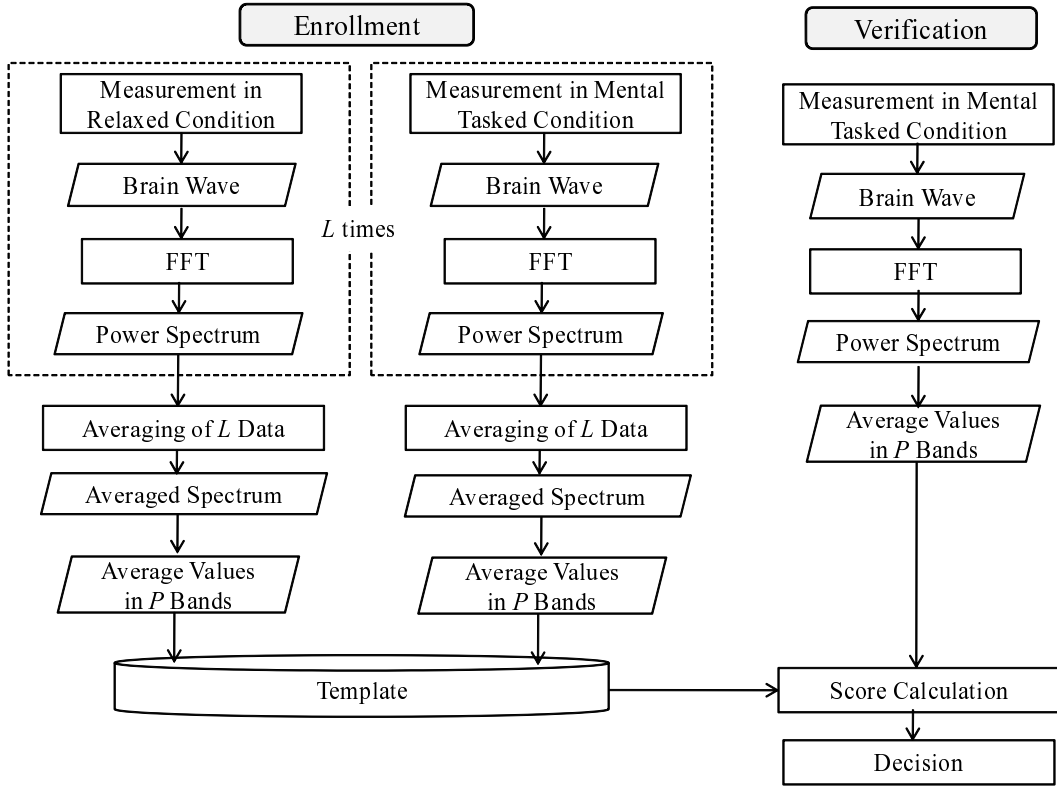 Enrollment
Measurement in
Relaxed Condition
Brain Wave
FFT
Power Spectrum
Averaging of L Data
Averaged Spectrum
Average Values
in P Bands
L times
Measurement in Mental
Tasked Condition
Brain Wave
FFT
Power Spectrum
Averaging of L Data
Averaged Spectrum
Average Values
in P Bands
Template
Verification
Measurement in Mental
Tasked Condition
Brain Wave
FFT
Power Spectrum
Average Values
in P Bands
Score Calculation
Decision